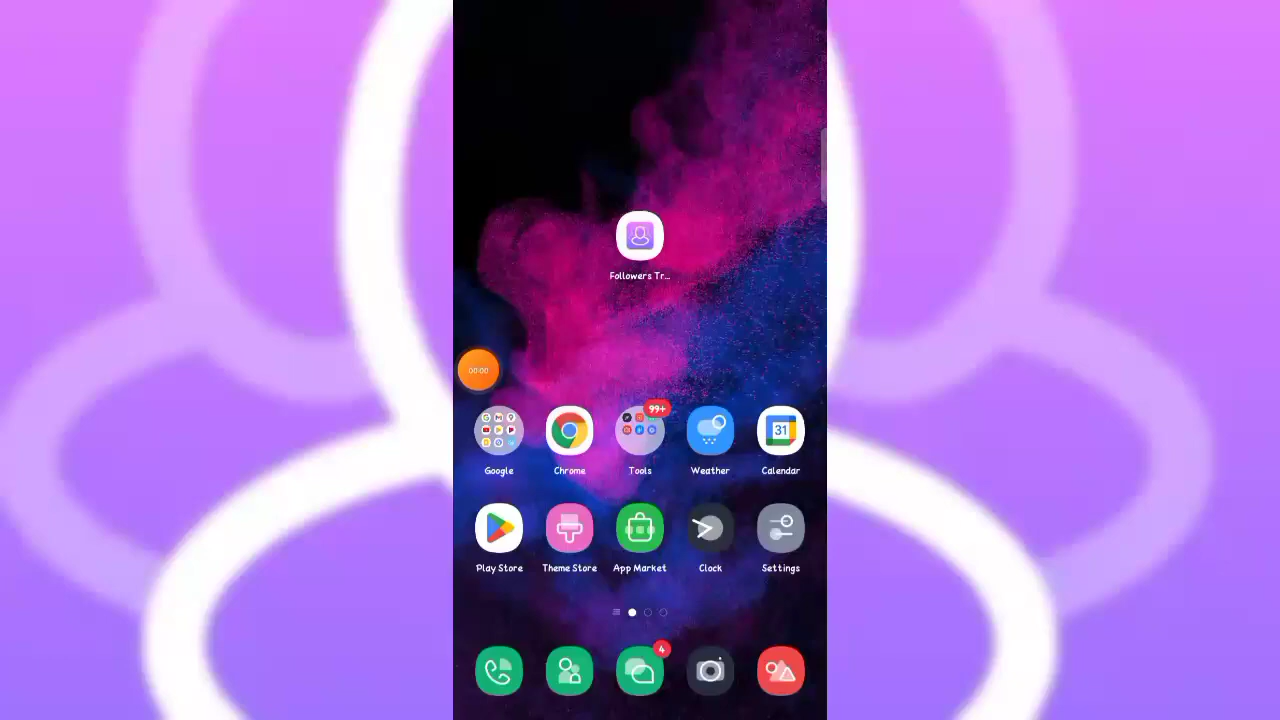 Followers Tr...
00:00
99+
31
Google Chrome Tools Weather Calendar
Play Store Theme Store App Market Clock Settings
4